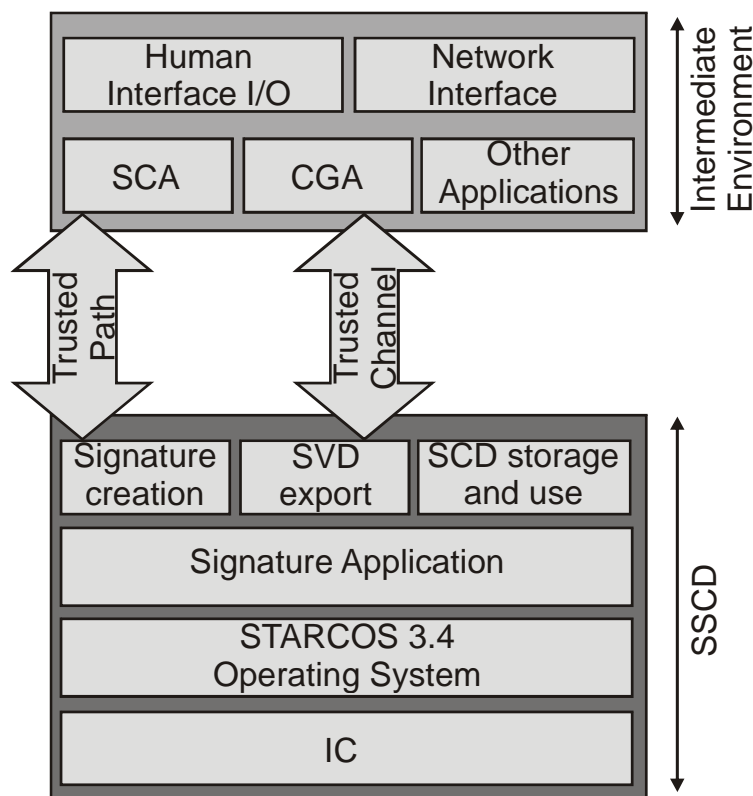 Human
Interface I/O
Network
Interface
SCA
CGA
Other
Applications
Intermediate
Environment
Trusted
Path
Trusted
Channel
Signature
creation
SVD
export
SCD storage
and use
Signature Application
STARCOS 3.4
Operating System
IC
SSCD